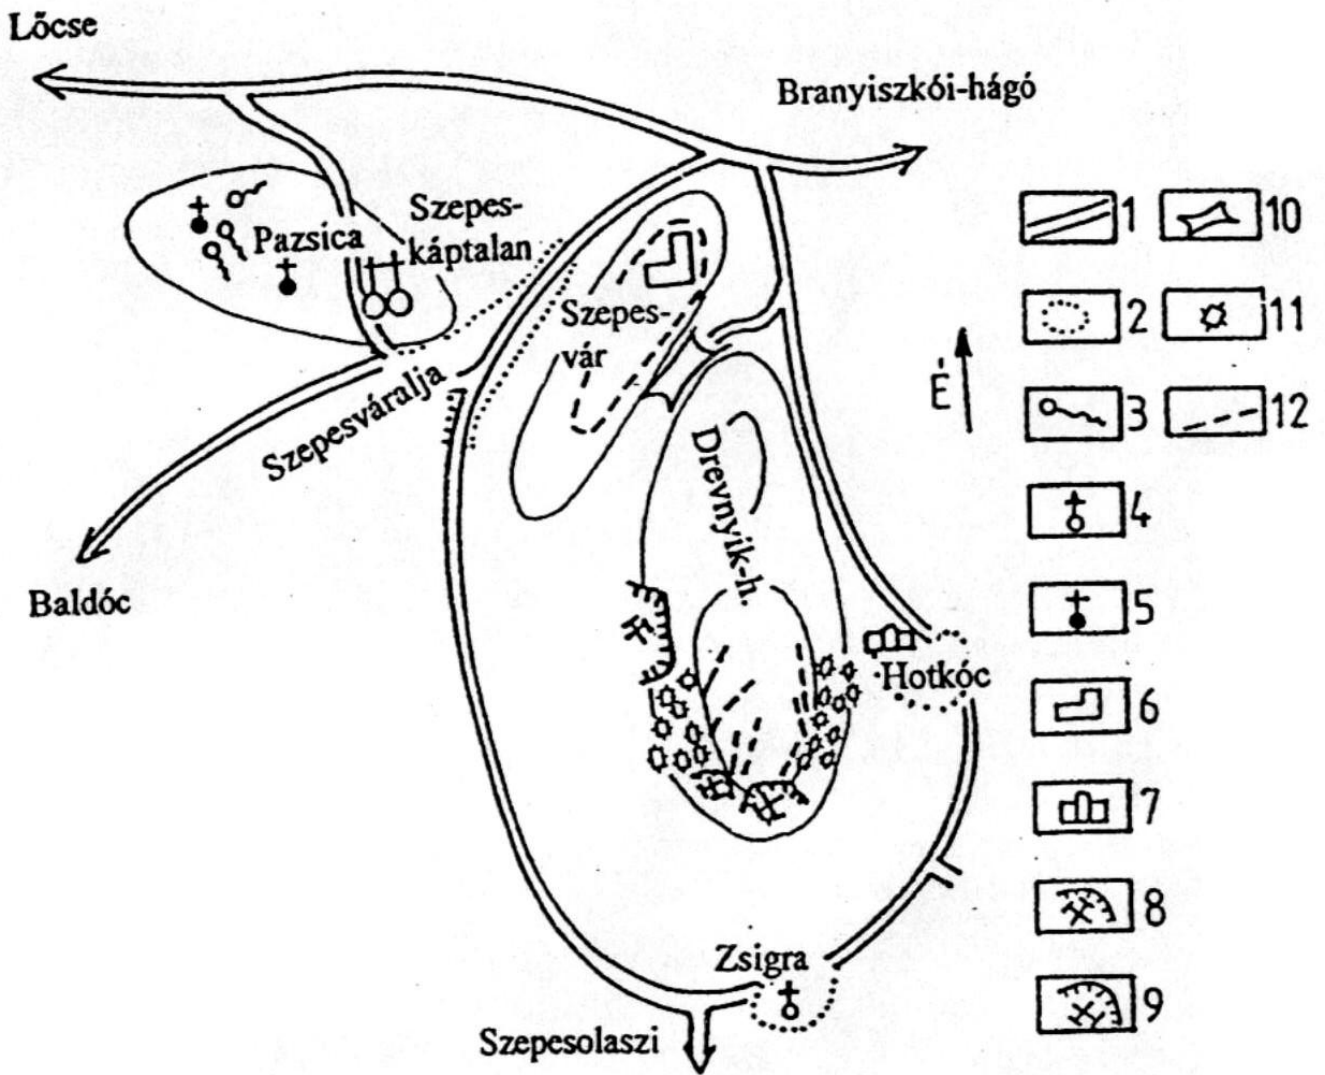 Lőcse
Branyiszkói-hágó
Szepes-
káptalan
Pazsica
Szepes-
vár
Szepesváralja
Drevnyik-h.
Baldóc
Hotkóc
Zsigra
Szepesolaszi
É
1
10
2
11
3
12
4
5
6
7
8
9